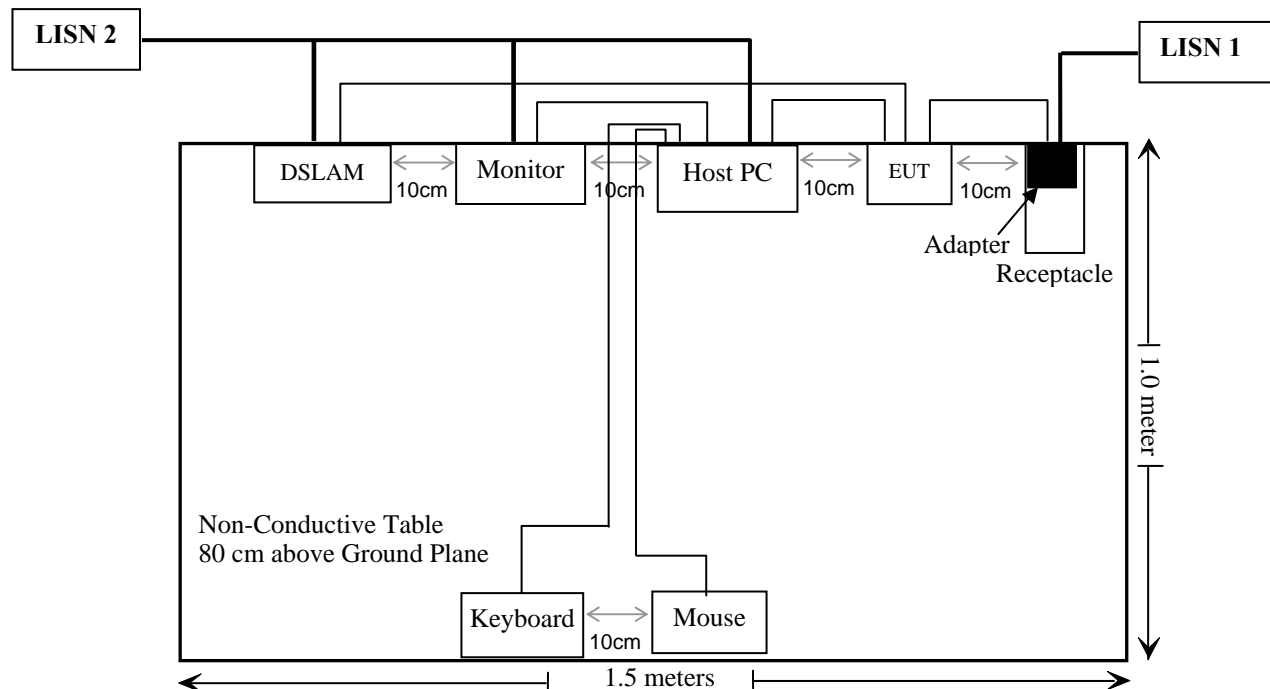 LISN 2
LISN 1
DSLAM
10cm
Monitor
10cm
Host PC
10cm
EUT
10cm
Adapter
Receptacle
1.0 meter
Non-Conductive Table
80 cm above Ground Plane
Keyboard
10cm
Mouse
1.5 meters